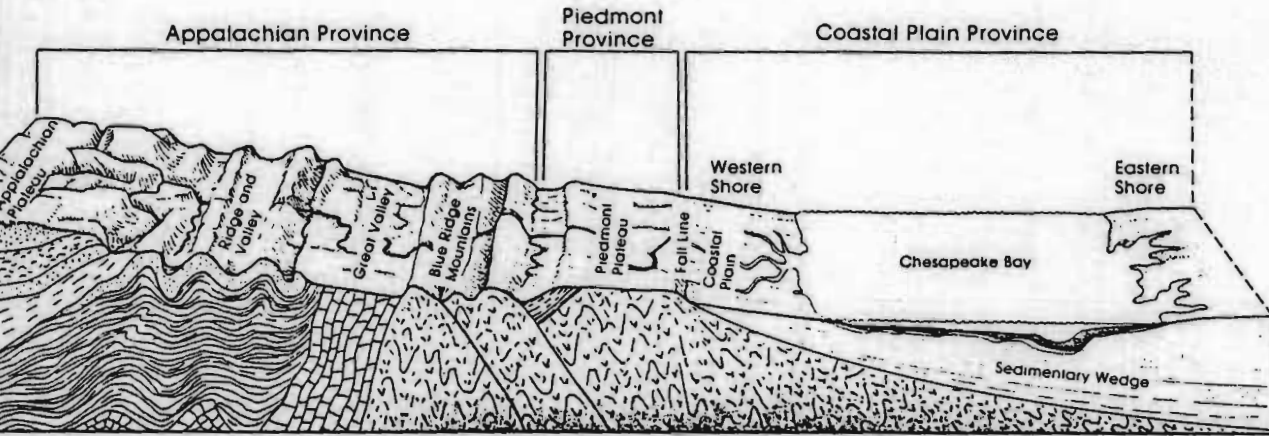 Appalachian Province
Piedmont
Province
Coastal Plain Province
Western
Shore
Eastern
Shore
Appalachian
Plateau
Ridge and
Valley
Great Valley
Blue Ridge
Mountains
Piedmont
Plateau
Fall Line
Coastal
Plain
Chesapeake Bay
Sedimentary Wedge